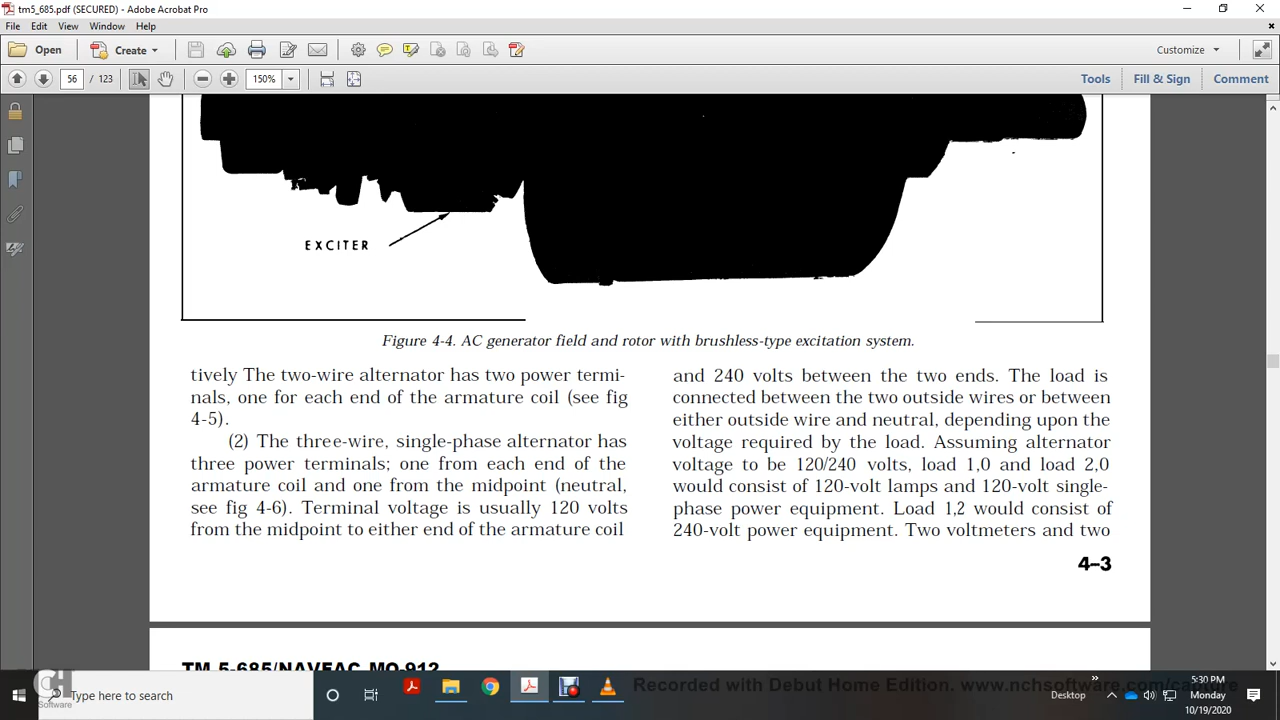 tm5_685.pdf (SECURED) - Adobe Acrobat Pro
File Edit View Window Help
Open Create Customize
56 / 123 150% Tools Fill & Sign Comment
EXCITER
Figure 4-4. AC generator field and rotor with brushless-type excitation system.
tively The two-wire alternator has two power termi-
nals, one for each end of the armature coil (see fig
4-5).
(2) The three-wire, single-phase alternator has
three power terminals; one from each end of the
armature coil and one from the midpoint (neutral,
see fig 4-6). Terminal voltage is usually 120 volts
from the midpoint to either end of the armature coil
and 240 volts between the two ends. The load is
connected between the two outside wires or between
either outside wire and neutral, depending upon the
voltage required by the load. Assuming alternator
voltage to be 120/240 volts, load 1,0 and load 2,0
would consist of 120-volt lamps and 120-volt single-
phase power equipment. Load 1,2 would consist of
240-volt power equipment. Two voltmeters and two
4–3
TM 5-685/NAVFAC MO-912
CH
Software
Type here to search
Recorded with Debut Home Edition. www.nchsoftware.com/capture
Desktop
5:30 PM
Monday
10/19/2020